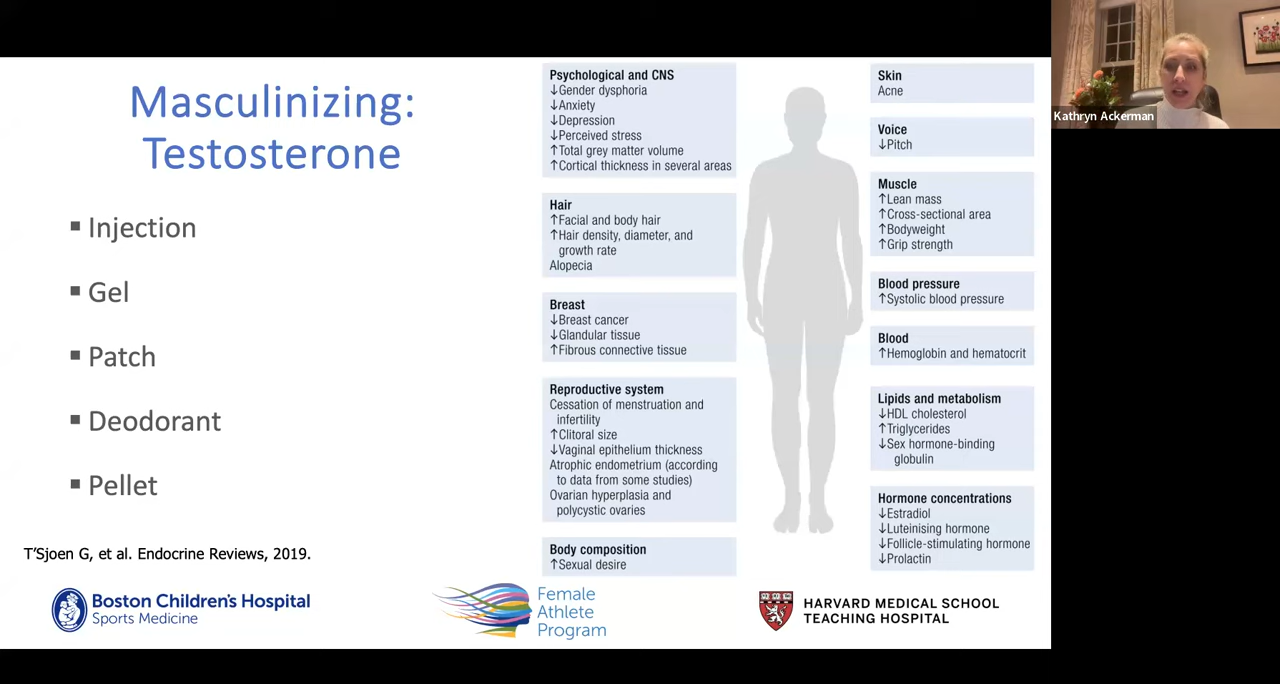 Masculinizing:
Testosterone
▪ Injection
▪ Gel
▪ Patch
▪ Deodorant
▪ Pellet
T'Sjoen G, et al. Endocrine Reviews, 2019.
Psychological and CNS
↓Gender dysphoria
↓Anxiety
↓Depression
↓Perceived stress
↑Total grey matter volume
↑Cortical thickness in several areas
Hair
↑Facial and body hair
↑Hair density, diameter, and
growth rate
Alopecia
Breast
↓Breast cancer
↓Glandular tissue
↑Fibrous connective tissue
Reproductive system
Cessation of menstruation and
infertility
↑Clitoral size
↓Vaginal epithelium thickness
Atrophic endometrium (according
to data from some studies)
Ovarian hyperplasia and
polycystic ovaries
Body composition
↑Sexual desire
Skin
Acne
Voice
↓Pitch
Muscle
↑Lean mass
↑Cross-sectional area
↑Bodyweight
↑Grip strength
Blood pressure
↑Systolic blood pressure
Blood
↑Hemoglobin and hematocrit
Lipids and metabolism
↓HDL cholesterol
↑Triglycerides
↓Sex hormone-binding
globulin
Hormone concentrations
↓Estradiol
↓Luteinising hormone
↓Follicle-stimulating hormone
↓Prolactin
Boston Children's Hospital
Sports Medicine
Female
Athlete
Program
HARVARD MEDICAL SCHOOL
TEACHING HOSPITAL
Kathryn Ackerman